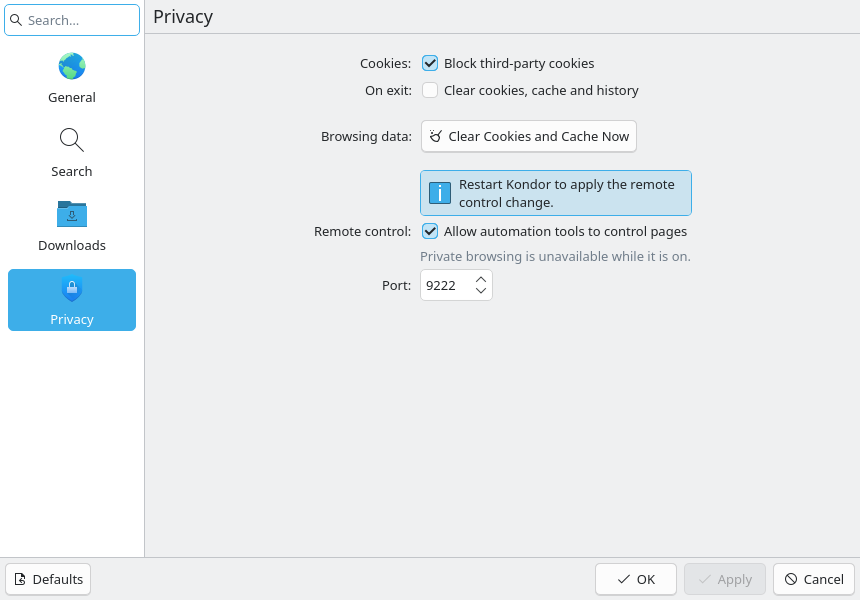 Search...
General
Search
Downloads
Privacy
Privacy
Cookies: Block third-party cookies
On exit: Clear cookies, cache and history
Browsing data: Clear Cookies and Cache Now
Restart Kondor to apply the remote
control change.
Remote control: Allow automation tools to control pages
Private browsing is unavailable while it is on.
Port: 9222
Defaults
OK
Apply
Cancel